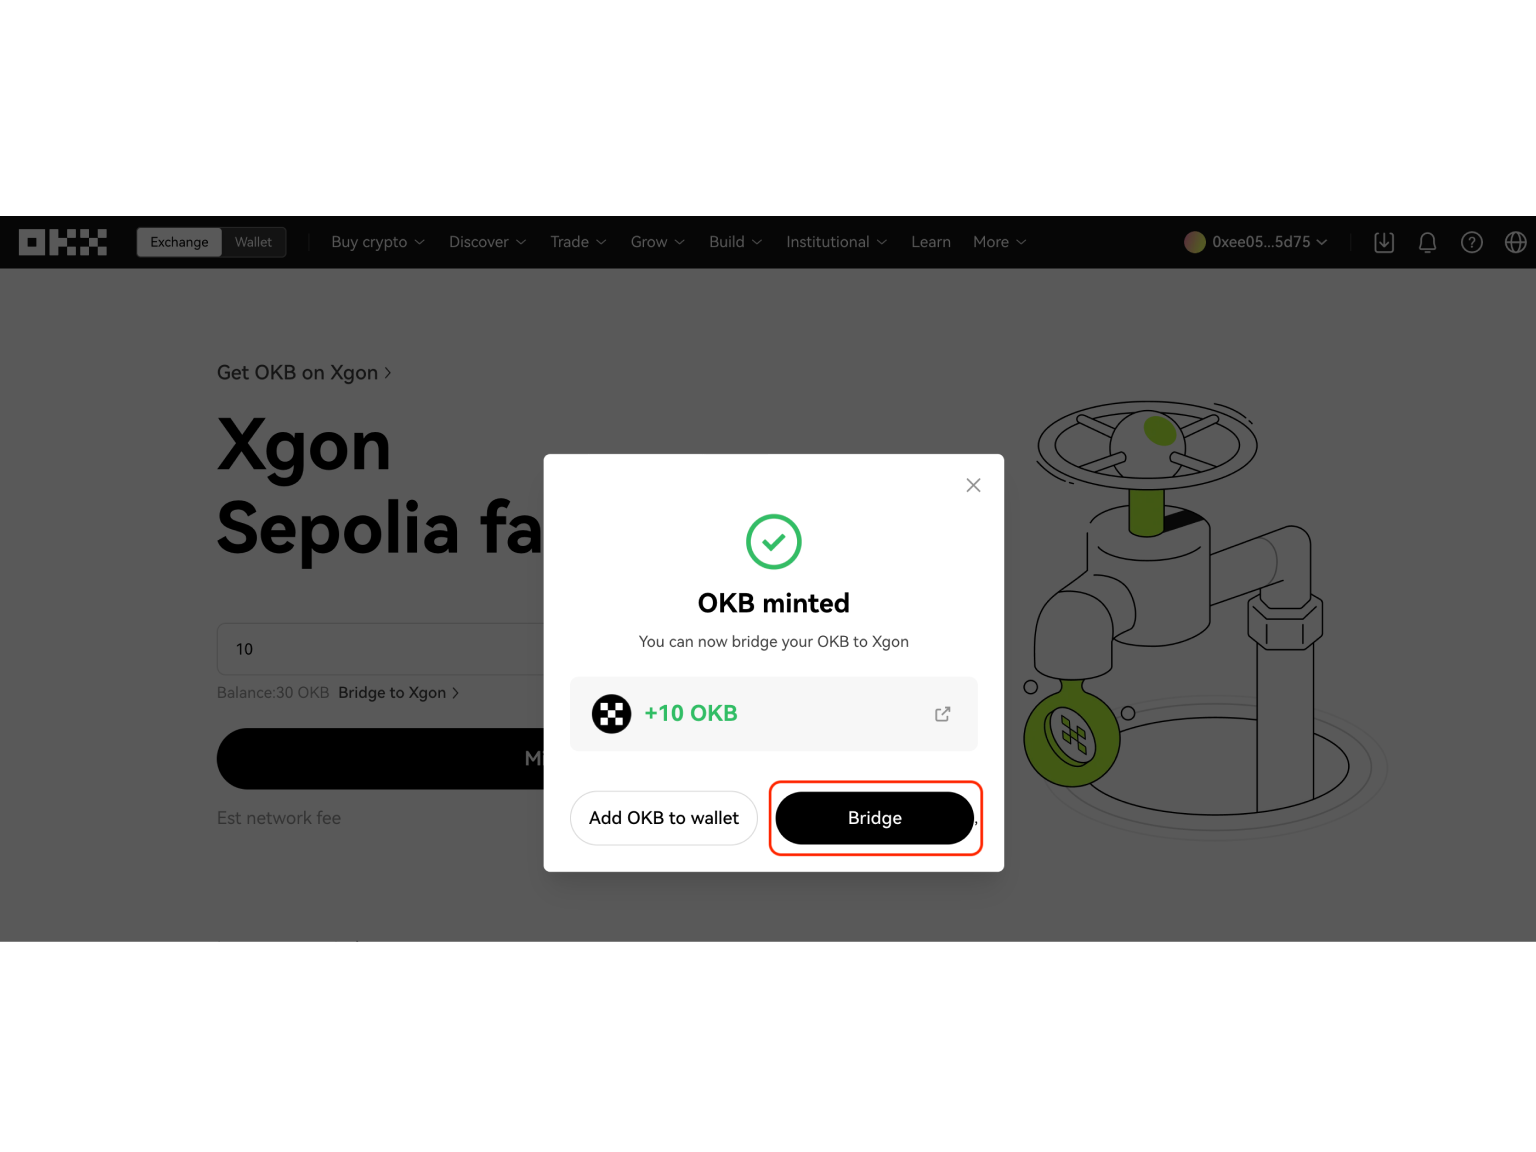 OKX
Exchange Wallet Buy crypto Discover Trade Grow Build Institutional Learn More 0xee05...5d75
Get OKB on Xgon
Xgon
Sepolia fa
10
Balance:30 OKB Bridge to Xgon
Mi
Est network fee
OKB minted
You can now bridge your OKB to Xgon
+10 OKB
Add OKB to wallet Bridge